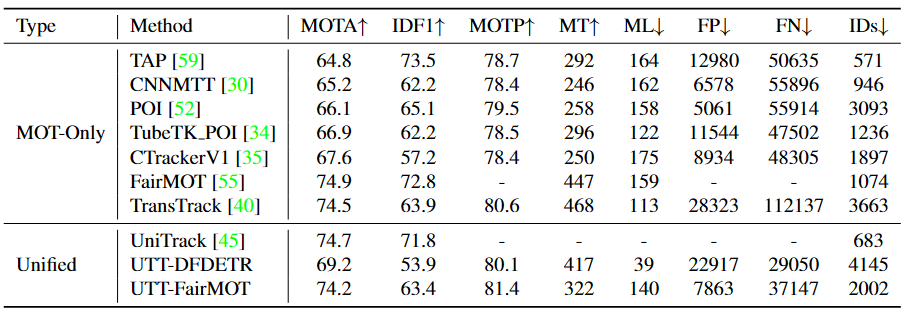 Type Method MOTA↑ IDF1↑ MOTP↑ MT↑ ML↓ FP↓ FN↓ IDs↓
TAP [59] 64.8 73.5 78.7 292 164 12980 50635 571
CNNMTT [30] 65.2 62.2 78.4 246 162 6578 55896 946
POI [52] 66.1 65.1 79.5 258 158 5061 55914 3093
MOT-Only TubeTK_POI [34] 66.9 62.2 78.5 296 122 11544 47502 1236
CTrackerV1 [35] 67.6 57.2 78.4 250 175 8934 48305 1897
FairMOT [55] 74.9 72.8 - 447 159 - - 1074
TransTrack [40] 74.5 63.9 80.6 468 113 28323 112137 3663
UniTrack [45] 74.7 71.8 - - - - - 683
Unified UTT-DFDETR 69.2 53.9 80.1 417 39 22917 29050 4145
UTT-FairMOT 74.2 63.4 81.4 322 140 7863 37147 2002